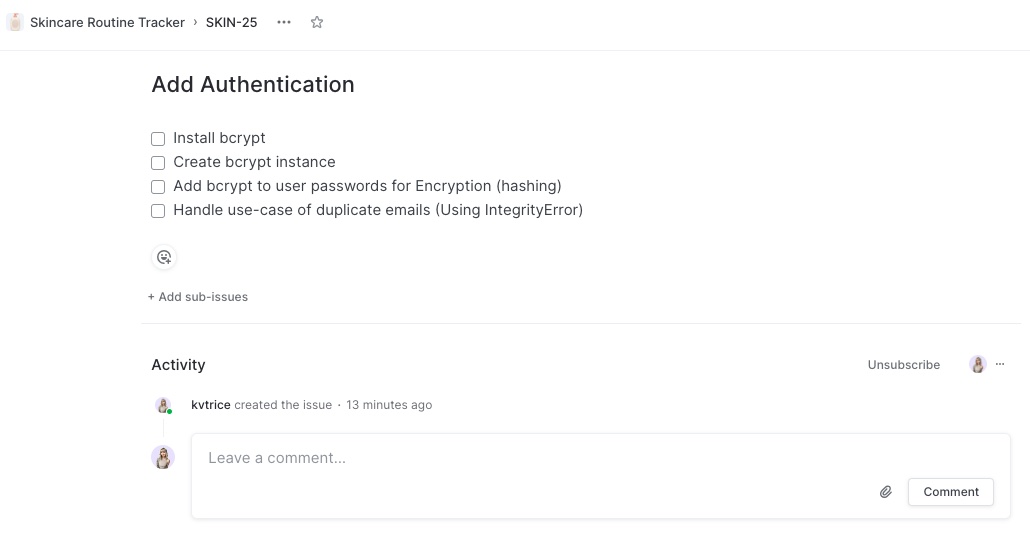 Skincare Routine Tracker › SKIN-25 ···
Add Authentication
Install bcrypt
Create bcrypt instance
Add bcrypt to user passwords for Encryption (hashing)
Handle use-case of duplicate emails (Using IntegrityError)
+ Add sub-issues
Activity Unsubscribe ···
kvtrice created the issue · 13 minutes ago
Leave a comment...
Comment